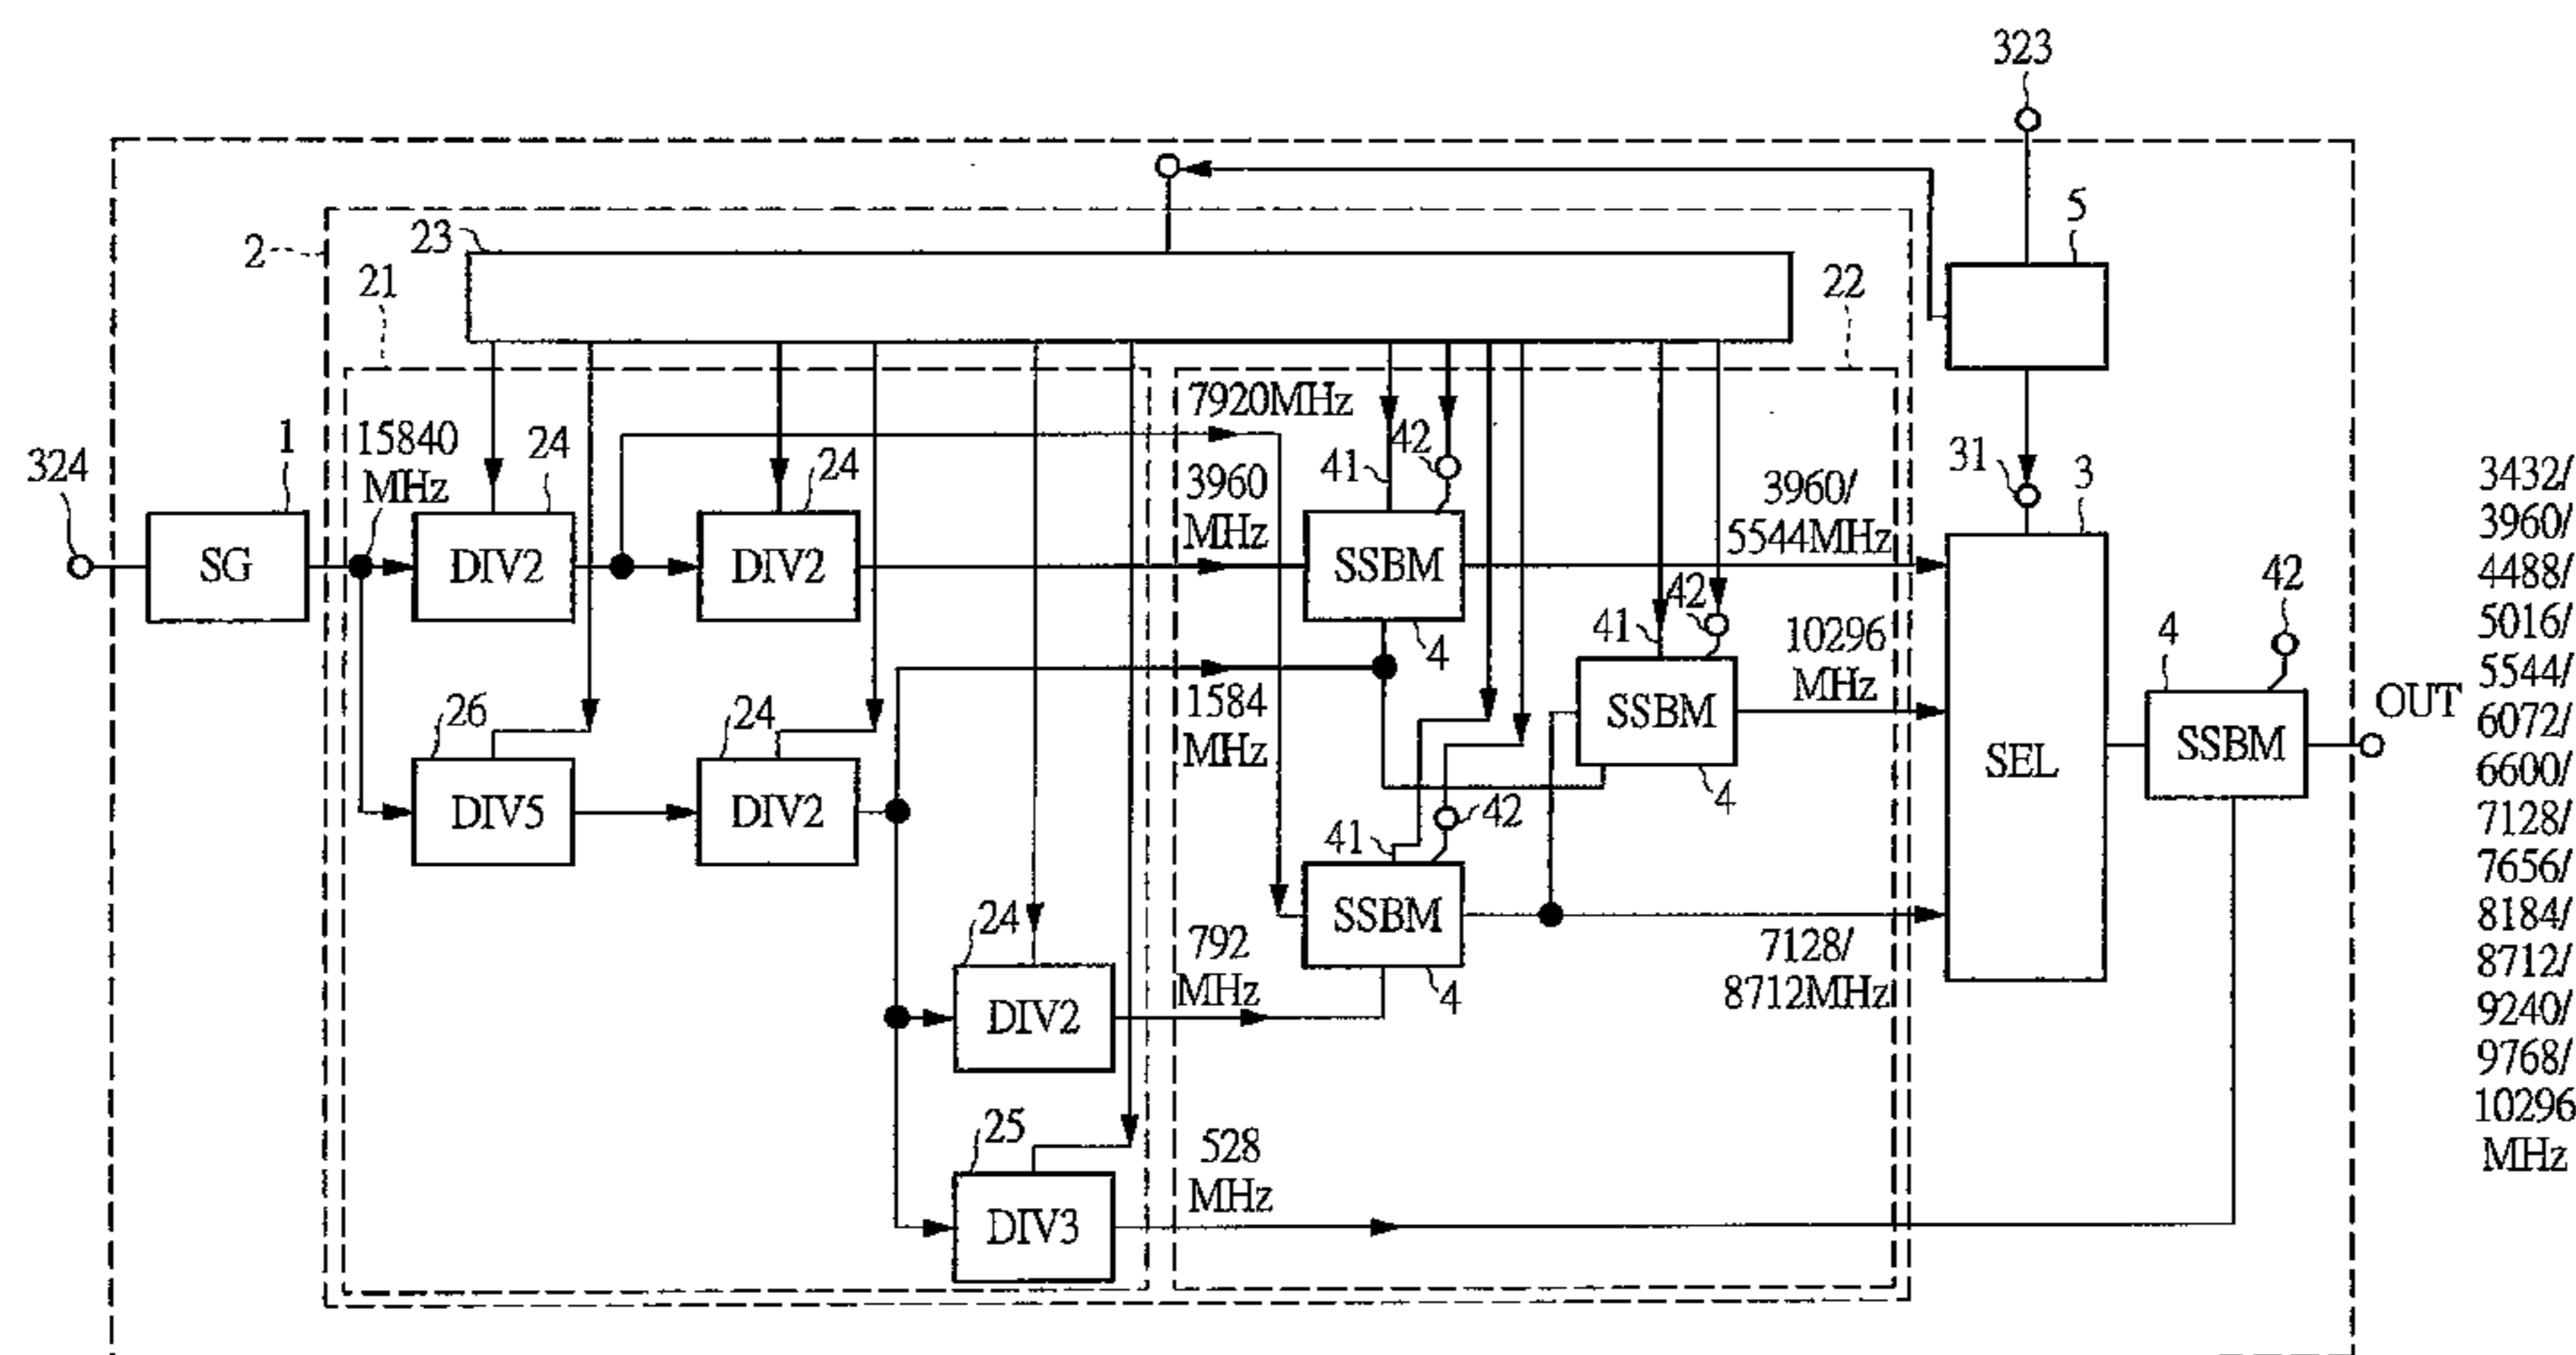 323
5
23
2
21
22
7920MHz
1
15840
MHz
24
24
42
41
3960
MHz
3960/
5544MHz
31
3
324
SG
DIV2
DIV2
SSBM
4
42
41
10296
MHz
42
4
1584
MHz
26
24
SSBM
4
SEL
SSBM
OUT
DIV5
DIV2
41
42
24
SSBM
4
792
MHz
7128/
8712MHz
DIV2
25
528
MHz
DIV3
3432/
3960/
4488/
5016/
5544/
6072/
6600/
7128/
7656/
8184/
8712/
9240/
9768/
10296
MHz